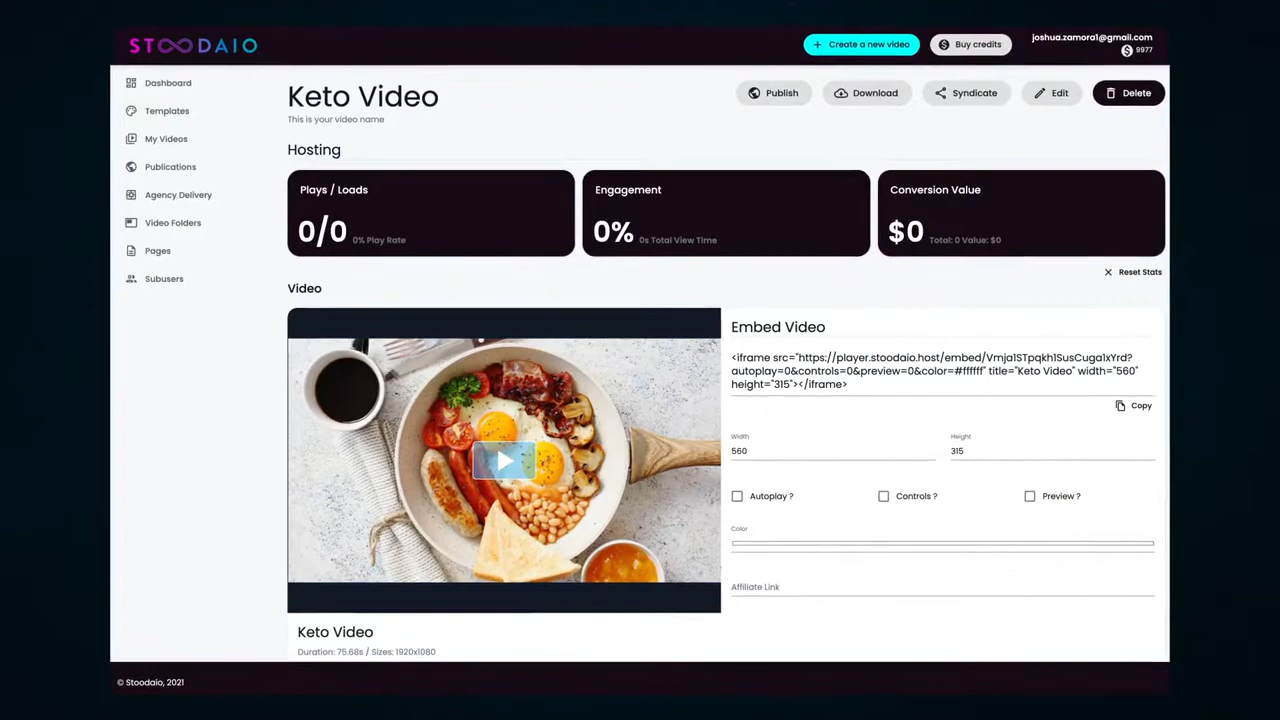 STOODAIO
Create a new video
Buy credits
joshua.zamora1@gmail.com
9977
Dashboard
Templates
My Videos
Publications
Agency Delivery
Video Folders
Pages
Subusers
Keto Video
This is your video name
Publish
Download
Syndicate
Edit
Delete
Hosting
Plays / Loads
0/0 0% Play Rate
Engagement
0% 0s Total View Time
Conversion Value
$0 Total: 0 Value: $0
Reset Stats
Video
Embed Video
<iframe src="https://player.stoodaio.host/embed/Vmja1STpqkh1SusCuga1xYrd?
autoplay=0&controls=0&preview=0&color=#ffffff" title="Keto Video" width="560"
height="315"></iframe>
Copy
Width
560
Height
315
Autoplay ?
Controls ?
Preview ?
Color
Affiliate Link
Keto Video
Duration: 75.68s / Sizes: 1920x1080
© Stoodaio, 2021